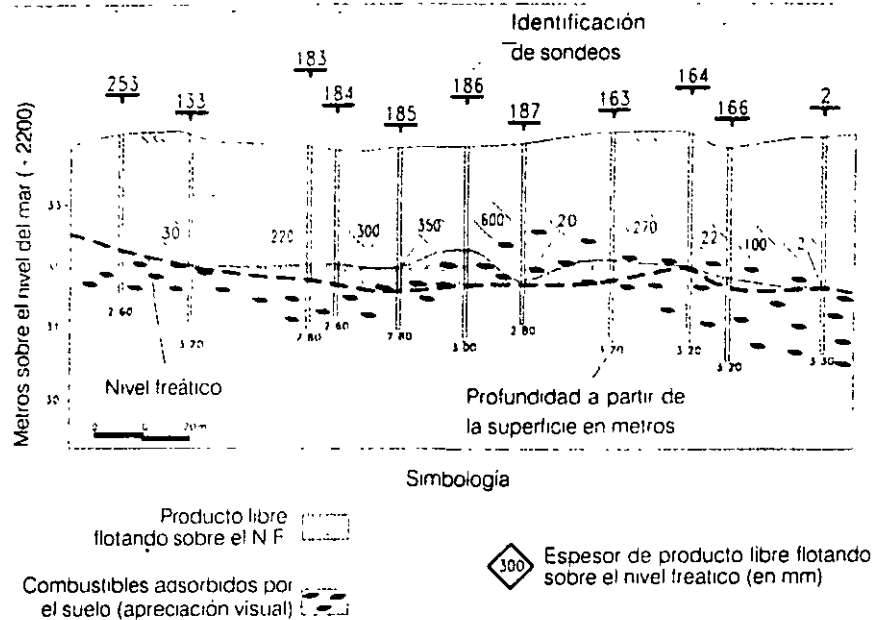 Identificación
de sondeos
253
133
183
184
185
186
187
163
164
166
2
Metros sobre el nivel del mar (- 2200)
33
31
30
30
220
300
350
600
20
270
22
100
2
2 60
3 20
2 80
2 60
2 80
3 00
2 80
3 20
3 20
3 20
3 30
Nivel freático
Profundidad a partir de
la superficie en metros
0
20m
Simbología
Producto libre
flotando sobre el N F
Combustibles adsorbidos por
el suelo (apreciación visual)
300
Espesor de producto libre flotando
sobre el nivel freático (en mm)